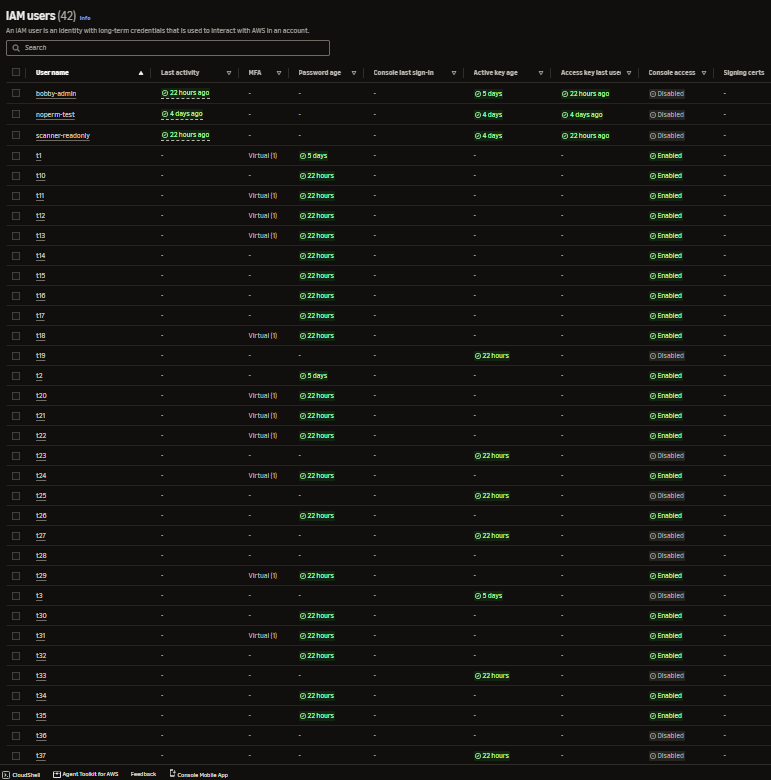 IAM users (42) Info
An IAM user is an identity with long-term credentials that is used to interact with AWS in an account.
Search
User name Last activity MFA Password age Console last sign-in Active key age Access key last used Console access Signing certs
bobby-admin 22 hours ago - - - 5 days 22 hours ago Disabled -
noperm-test 4 days ago - - - 4 days 4 days ago Disabled -
scanner-readonly 22 hours ago - - - 4 days 22 hours ago Disabled -
t1 - Virtual (1) 5 days - - - Enabled -
t10 - - 22 hours - - - Enabled -
t11 - Virtual (1) 22 hours - - - Enabled -
t12 - Virtual (1) 22 hours - - - Enabled -
t13 - Virtual (1) 22 hours - - - Enabled -
t14 - - 22 hours - - - Enabled -
t15 - - 22 hours - - - Enabled -
t16 - - 22 hours - - - Enabled -
t17 - - 22 hours - - - Enabled -
t18 - Virtual (1) 22 hours - - - Enabled -
t19 - - - - 22 hours - Disabled -
t2 - - 5 days - - - Enabled -
t20 - Virtual (1) 22 hours - - - Enabled -
t21 - Virtual (1) 22 hours - - - Enabled -
t22 - Virtual (1) 22 hours - - - Enabled -
t23 - - - - 22 hours - Disabled -
t24 - Virtual (1) 22 hours - - - Enabled -
t25 - - - - 22 hours - Disabled -
t26 - - 22 hours - - - Enabled -
t27 - - - - 22 hours - Disabled -
t28 - - - - - - Disabled -
t29 - Virtual (1) 22 hours - - - Enabled -
t3 - - - - 5 days - Disabled -
t30 - - 22 hours - - - Enabled -
t31 - Virtual (1) 22 hours - - - Enabled -
t32 - - 22 hours - - - Enabled -
t33 - - - - 22 hours - Disabled -
t34 - - 22 hours - - - Enabled -
t35 - - 22 hours - - - Enabled -
t36 - - - - - - Disabled -
t37 - - - - 22 hours - Disabled -
CloudShell Agent Toolkit for AWS Feedback Console Mobile App